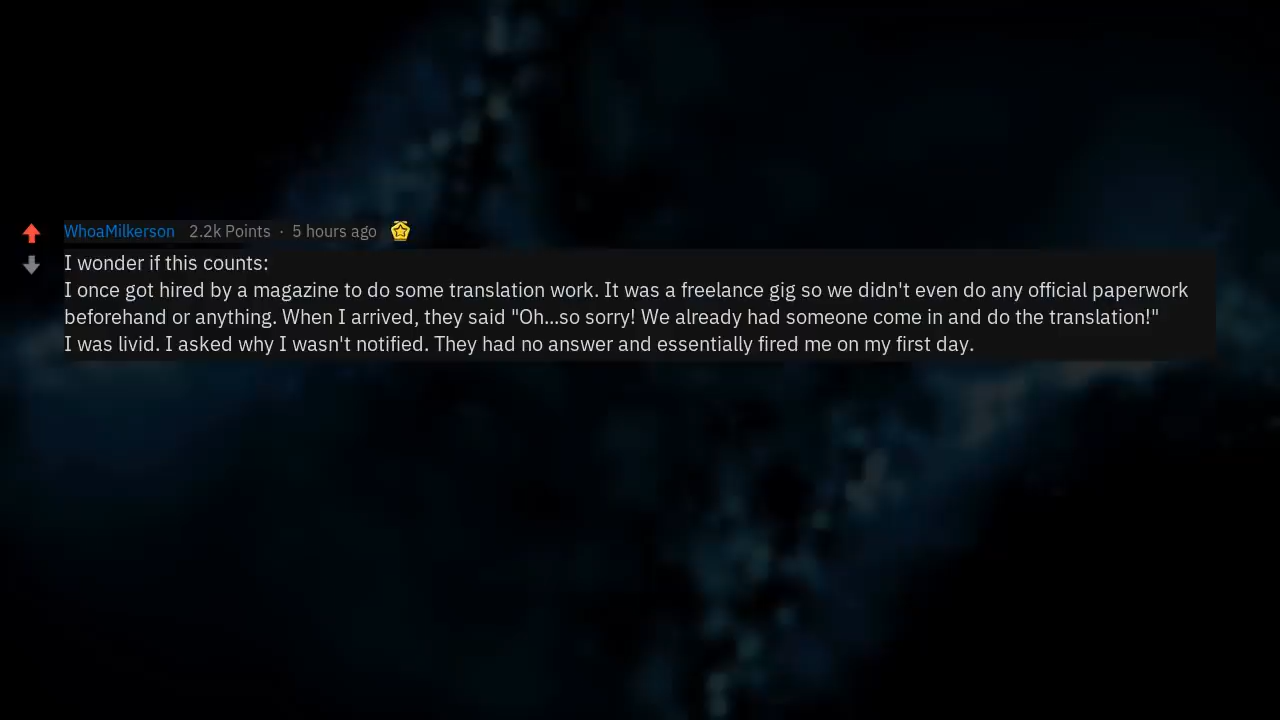 WhoaMilkerson 2.2k Points · 5 hours ago
I wonder if this counts:
I once got hired by a magazine to do some translation work. It was a freelance gig so we didn't even do any official paperwork
beforehand or anything. When I arrived, they said "Oh...so sorry! We already had someone come in and do the translation!"
I was livid. I asked why I wasn't notified. They had no answer and essentially fired me on my first day.